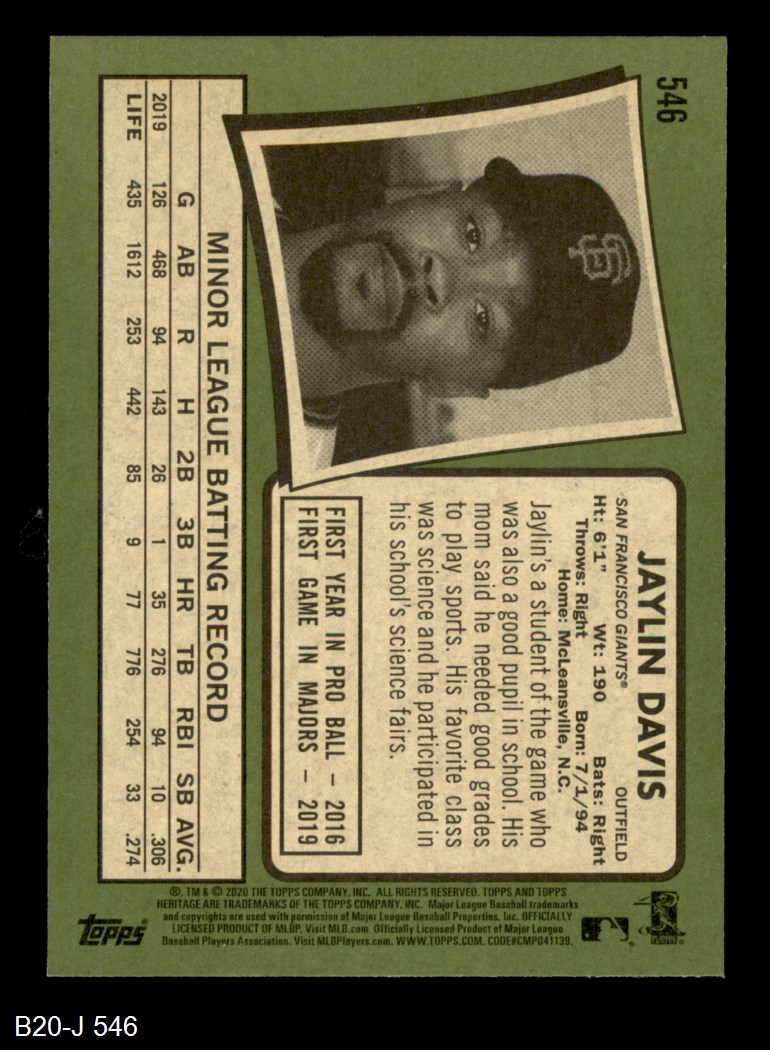 546
JAYLIN DAVIS
SAN FRANCISCO GIANTS® OUTFIELD
Ht: 6'1" Wt: 190 Bats: Right
Throws: Right Born: 7/1/94
Home: McLeansville, N.C.
Jaylin's a student of the game who
was also a good pupil in school. His
mom said he needed good grades
to play sports. His favorite class
was science and he participated in
his school's science fairs.
FIRST YEAR IN PRO BALL – 2016
FIRST GAME IN MAJORS – 2019
MINOR LEAGUE BATTING RECORD
G AB R H 2B 3B HR TB RBI SB AVG.
2019 126 468 94 143 26 1 35 276 94 10 .306
LIFE 435 1612 253 442 85 9 77 776 254 33 .274
®, TM & © 2020 THE TOPPS COMPANY, INC. ALL RIGHTS RESERVED. TOPPS AND TOPPS
HERITAGE ARE TRADEMARKS OF THE TOPPS COMPANY, INC. Major League Baseball trademarks
and copyrights are used with permission of Major League Baseball Properties, Inc. OFFICIALLY
LICENSED PRODUCT OF MLBP. Visit MLB.com Officially Licensed Product of Major League
Baseball Players Association. Visit MLBPlayers.com. WWW.TOPPS.COM. CODE#CMP041139.
topps
B20-J 546